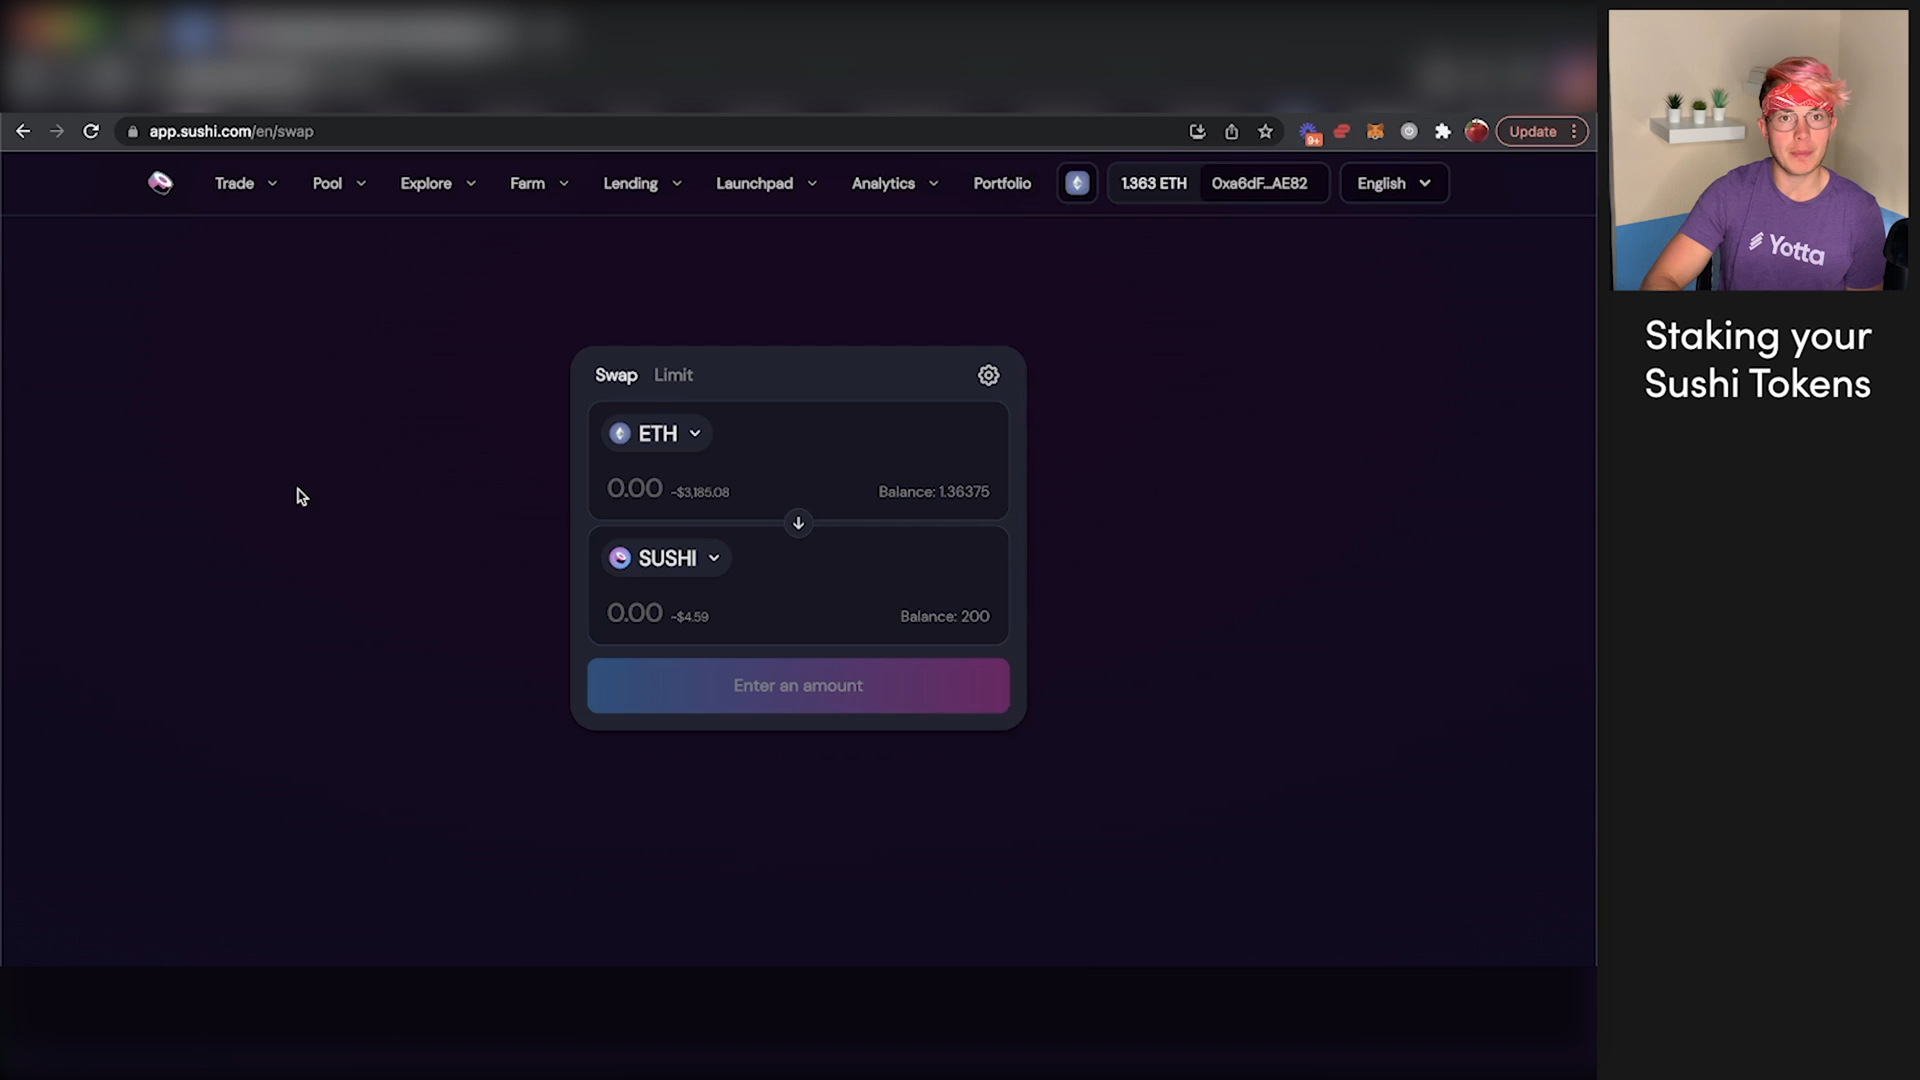 app.sushi.com/en/swap
9+
Update
Trade
Pool
Explore
Farm
Lending
Launchpad
Analytics
Portfolio
1.363 ETH
0xa6dF...AE82
English
Swap
Limit
ETH
0.00
~$3,185.08
Balance: 1.36375
SUSHI
0.00
~$4.59
Balance: 200
Enter an amount
Yotta
Staking your
Sushi Tokens